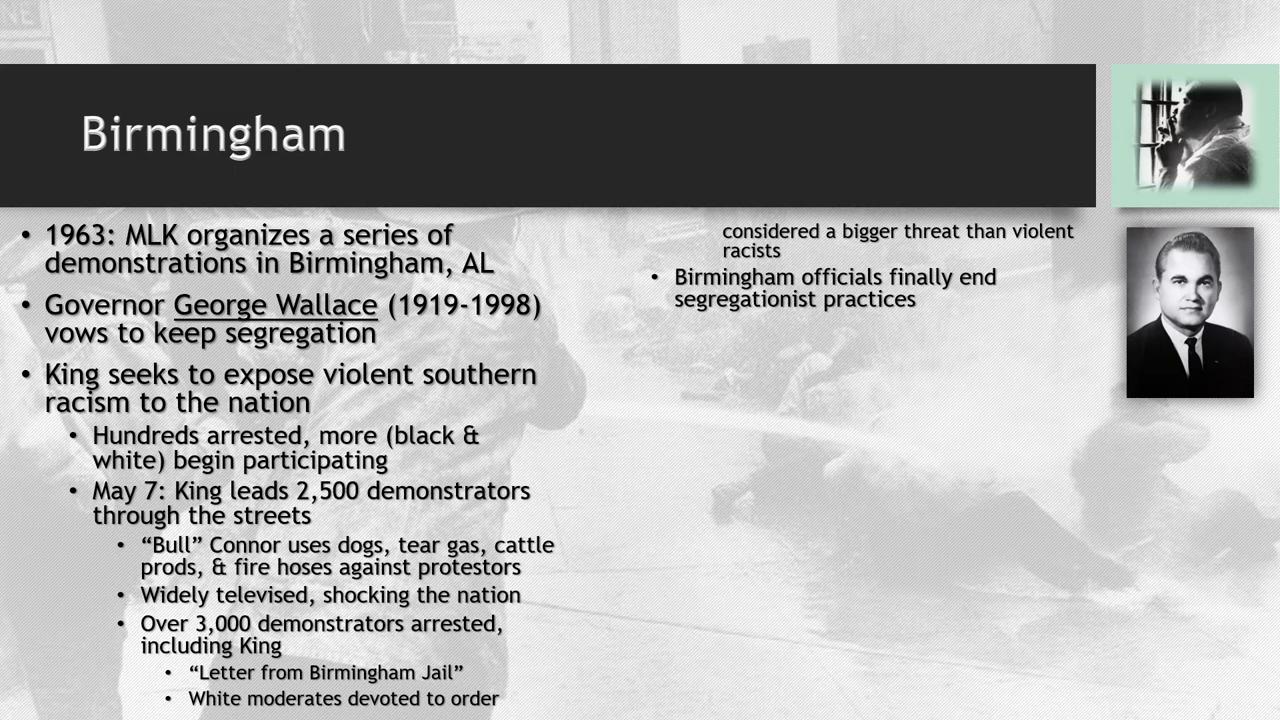 NE
Birmingham
• 1963: MLK organizes a series of
demonstrations in Birmingham, AL
• Governor George Wallace (1919-1998)
vows to keep segregation
• King seeks to expose violent southern
racism to the nation
• Hundreds arrested, more (black &
white) begin participating
• May 7: King leads 2,500 demonstrators
through the streets
• “Bull” Connor uses dogs, tear gas, cattle
prods, & fire hoses against protestors
• Widely televised, shocking the nation
• Over 3,000 demonstrators arrested,
including King
• “Letter from Birmingham Jail”
• White moderates devoted to order
considered a bigger threat than violent
racists
• Birmingham officials finally end
segregationist practices